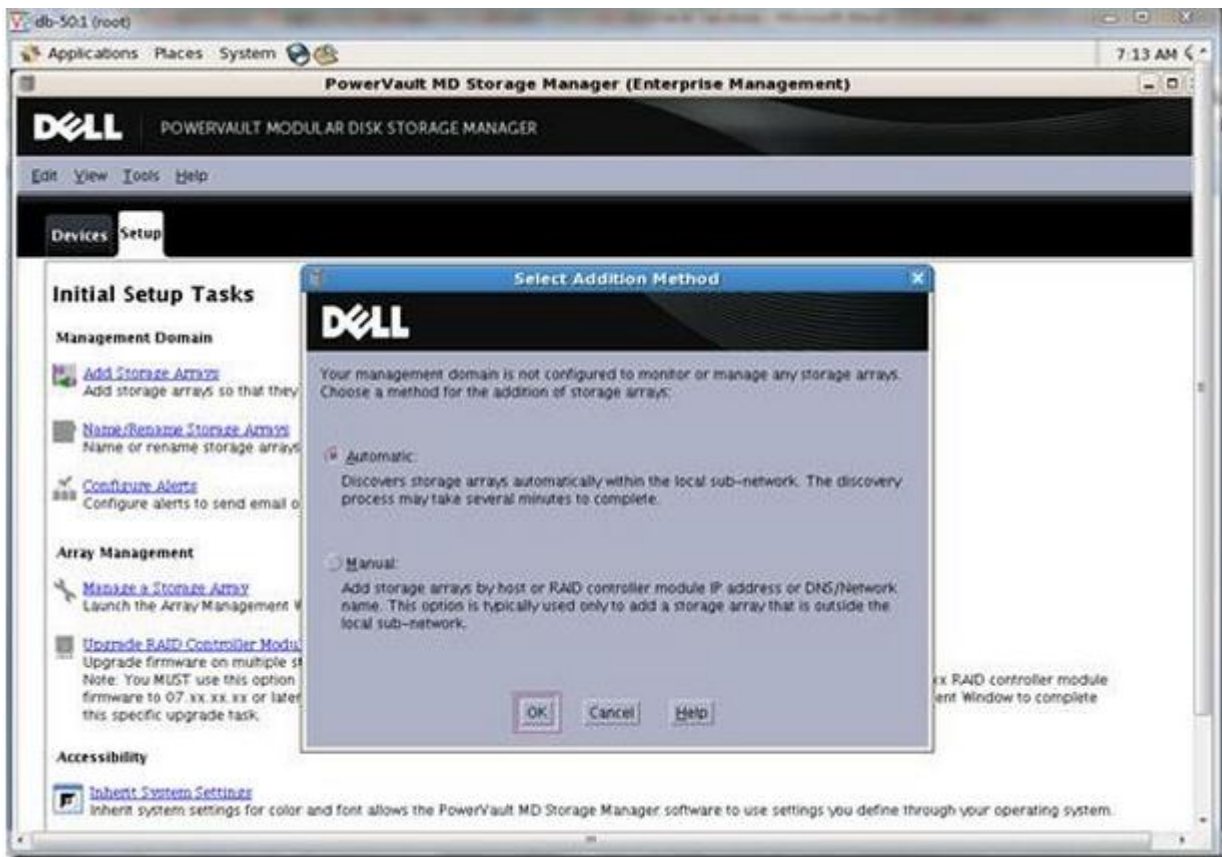 db-50:1 (root)
Applications Places System
7:13 AM
PowerVault MD Storage Manager (Enterprise Management)
DELL
POWERVAULT MODULAR DISK STORAGE MANAGER
Edit View Tools Help
Devices
Setup
Initial Setup Tasks
Management Domain
Add Storage Arrays
Add storage arrays so that they
Name/Rename Storage Arrays
Name or rename storage arrays
Configure Alerts
Configure alerts to send email o
Array Management
Manage a Storage Array
Launch the Array Management W
Upgrade RAID Controller Modu
Upgrade firmware on multiple st
Note: You MUST use this option
firmware to 07.xx.xx.xx or later
this specific upgrade task.
x RAID controller module
ent Window to complete
Accessibility
Inherit System Settings
Inherit system settings for color and font allows the PowerVault MD Storage Manager software to use settings you define through your operating system.
Select Addition Method
DELL
Your management domain is not configured to monitor or manage any storage arrays.
Choose a method for the addition of storage arrays:
Automatic:
Discovers storage arrays automatically within the local sub-network. The discovery
process may take several minutes to complete.
Manual:
Add storage arrays by host or RAID controller module IP address or DNS/Network
name. This option is typically used only to add a storage array that is outside the
local sub-network.
OK
Cancel
Help